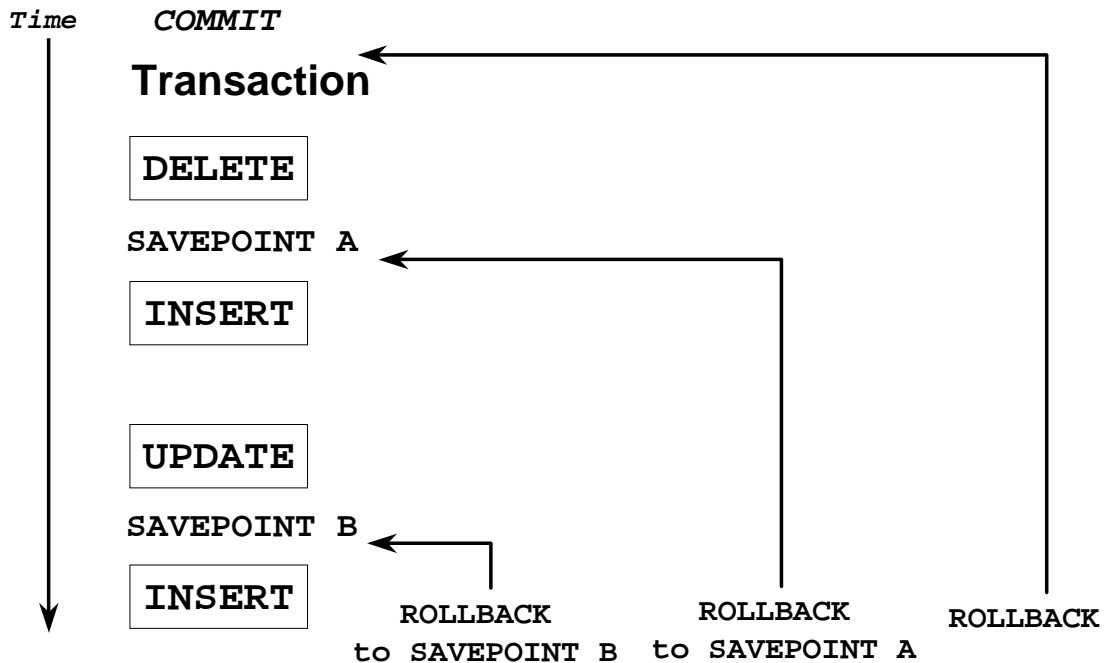 Time
COMMIT
Transaction
DELETE
SAVEPOINT A
INSERT
UPDATE
SAVEPOINT B
INSERT
ROLLBACK
to SAVEPOINT B
ROLLBACK
to SAVEPOINT A
ROLLBACK